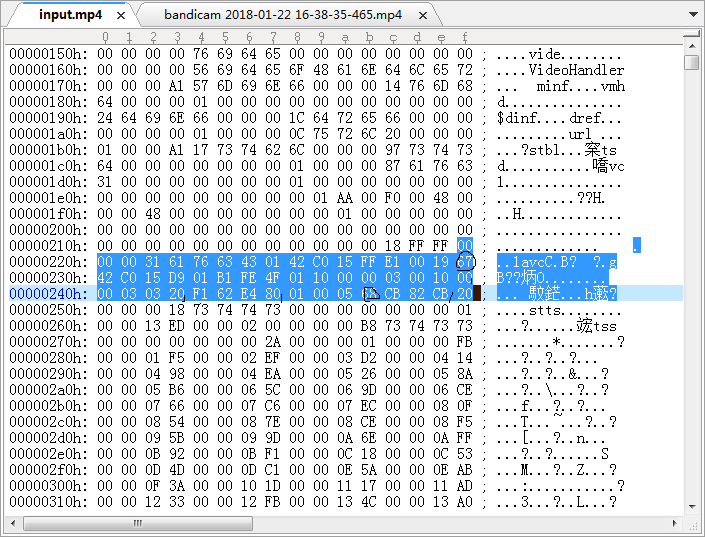 input.mp4 bandicam 2018-01-22 16-38-35-465.mp4
0 1 2 3 4 5 6 7 8 9 a b c d e f
00000150h: 00 00 00 00 76 69 64 65 00 00 00 00 00 00 00 00 ; ....vide........
00000160h: 00 00 00 00 56 69 64 65 6F 48 61 6E 64 6C 65 72 ; ....VideoHandler
00000170h: 00 00 00 A1 57 6D 69 6E 66 00 00 00 14 76 6D 68 ; minf....vmh
00000180h: 64 00 00 00 01 00 00 00 00 00 00 00 00 00 00 00 ; d...............
00000190h: 24 64 69 6E 66 00 00 00 1C 64 72 65 66 00 00 00 ; $dinf....dref...
000001a0h: 00 00 00 00 01 00 00 00 0C 75 72 6C 20 00 00 00 ; .........url ...
000001b0h: 01 00 00 A1 17 73 74 62 6C 00 00 00 97 73 74 73 ; .?stbl...桬ts
000001c0h: 64 00 00 00 00 00 00 00 01 00 00 00 87 61 76 63 ; d...........嘺vc
000001d0h: 31 00 00 00 00 00 00 00 01 00 00 00 00 00 00 00 ; 1...............
000001e0h: 00 00 00 00 00 00 00 00 00 01 AA 00 F0 00 48 00 ; ..........??H.
000001f0h: 00 00 48 00 00 00 00 00 00 00 01 00 00 00 00 00 ; ..H.............
00000200h: 00 00 00 00 00 00 00 00 00 00 00 00 00 00 00 00 ; ................
00000210h: 00 00 00 00 00 00 00 00 00 00 00 00 18 FF FF 00 ; ............. .
00000220h: 00 00 31 61 76 63 43 01 42 C0 15 FF E1 00 19 67 ; ..1avcC.B? ?.g
00000230h: 42 C0 15 D9 01 B1 FE 4F 01 10 00 00 03 00 10 00 ; B??炳O........
00000240h: 00 03 03 20 F1 62 E4 80 01 00 05 68 CB 82 CB 20 ;
00000250h: 00 00 00 18 73 74 74 73 00 00 00 00 00 00 00 01 ; ....stts........
00000260h: 00 00 13 ED 00 00 02 00 00 00 B8 73 74 73 73 ;
00000270h: 00 00 00 00 00 00 00 2A 00 00 00 01 00 00 00 FB ; .......*.......?
00000280h: 00 00 01 F5 00 00 02 EF 00 00 03 D2 00 00 04 14 ; ...?..?..?...
00000290h: 00 00 04 98 00 00 04 EA 00 00 05 26 00 00 05 8A ; ...?..?..&...?
000002a0h: 00 00 05 B6 00 00 06 5C 00 00 06 9D 00 00 06 CE ; ...?..\...?..?
000002b0h: 00 00 07 66 00 00 07 C6 00 00 07 EC 00 00 08 0F ; ...f...?..?...
000002c0h: 00 00 08 54 00 00 08 7E 00 00 08 CE 00 00 08 F5 ; ...T...~...?..?
000002d0h: 00 00 09 5B 00 00 09 9D 00 00 0A 6E 00 00 0A FF ; ...[...?..n...
000002e0h: 00 00 0B 92 00 00 0B F1 00 00 0C 18 00 00 0C 53 ; ...?..?......S
000002f0h: 00 00 0D 4D 00 00 0D C1 00 00 0E 5A 00 00 0E AB ; ...M...?..Z...?
00000300h: 00 00 0F 3A 00 00 10 1D 00 00 11 17 00 00 11 AD ; ...:...........?
00000310h: 00 00 12 33 00 00 12 FB 00 00 13 4C 00 00 13 A0 ; ...3...?..L...?